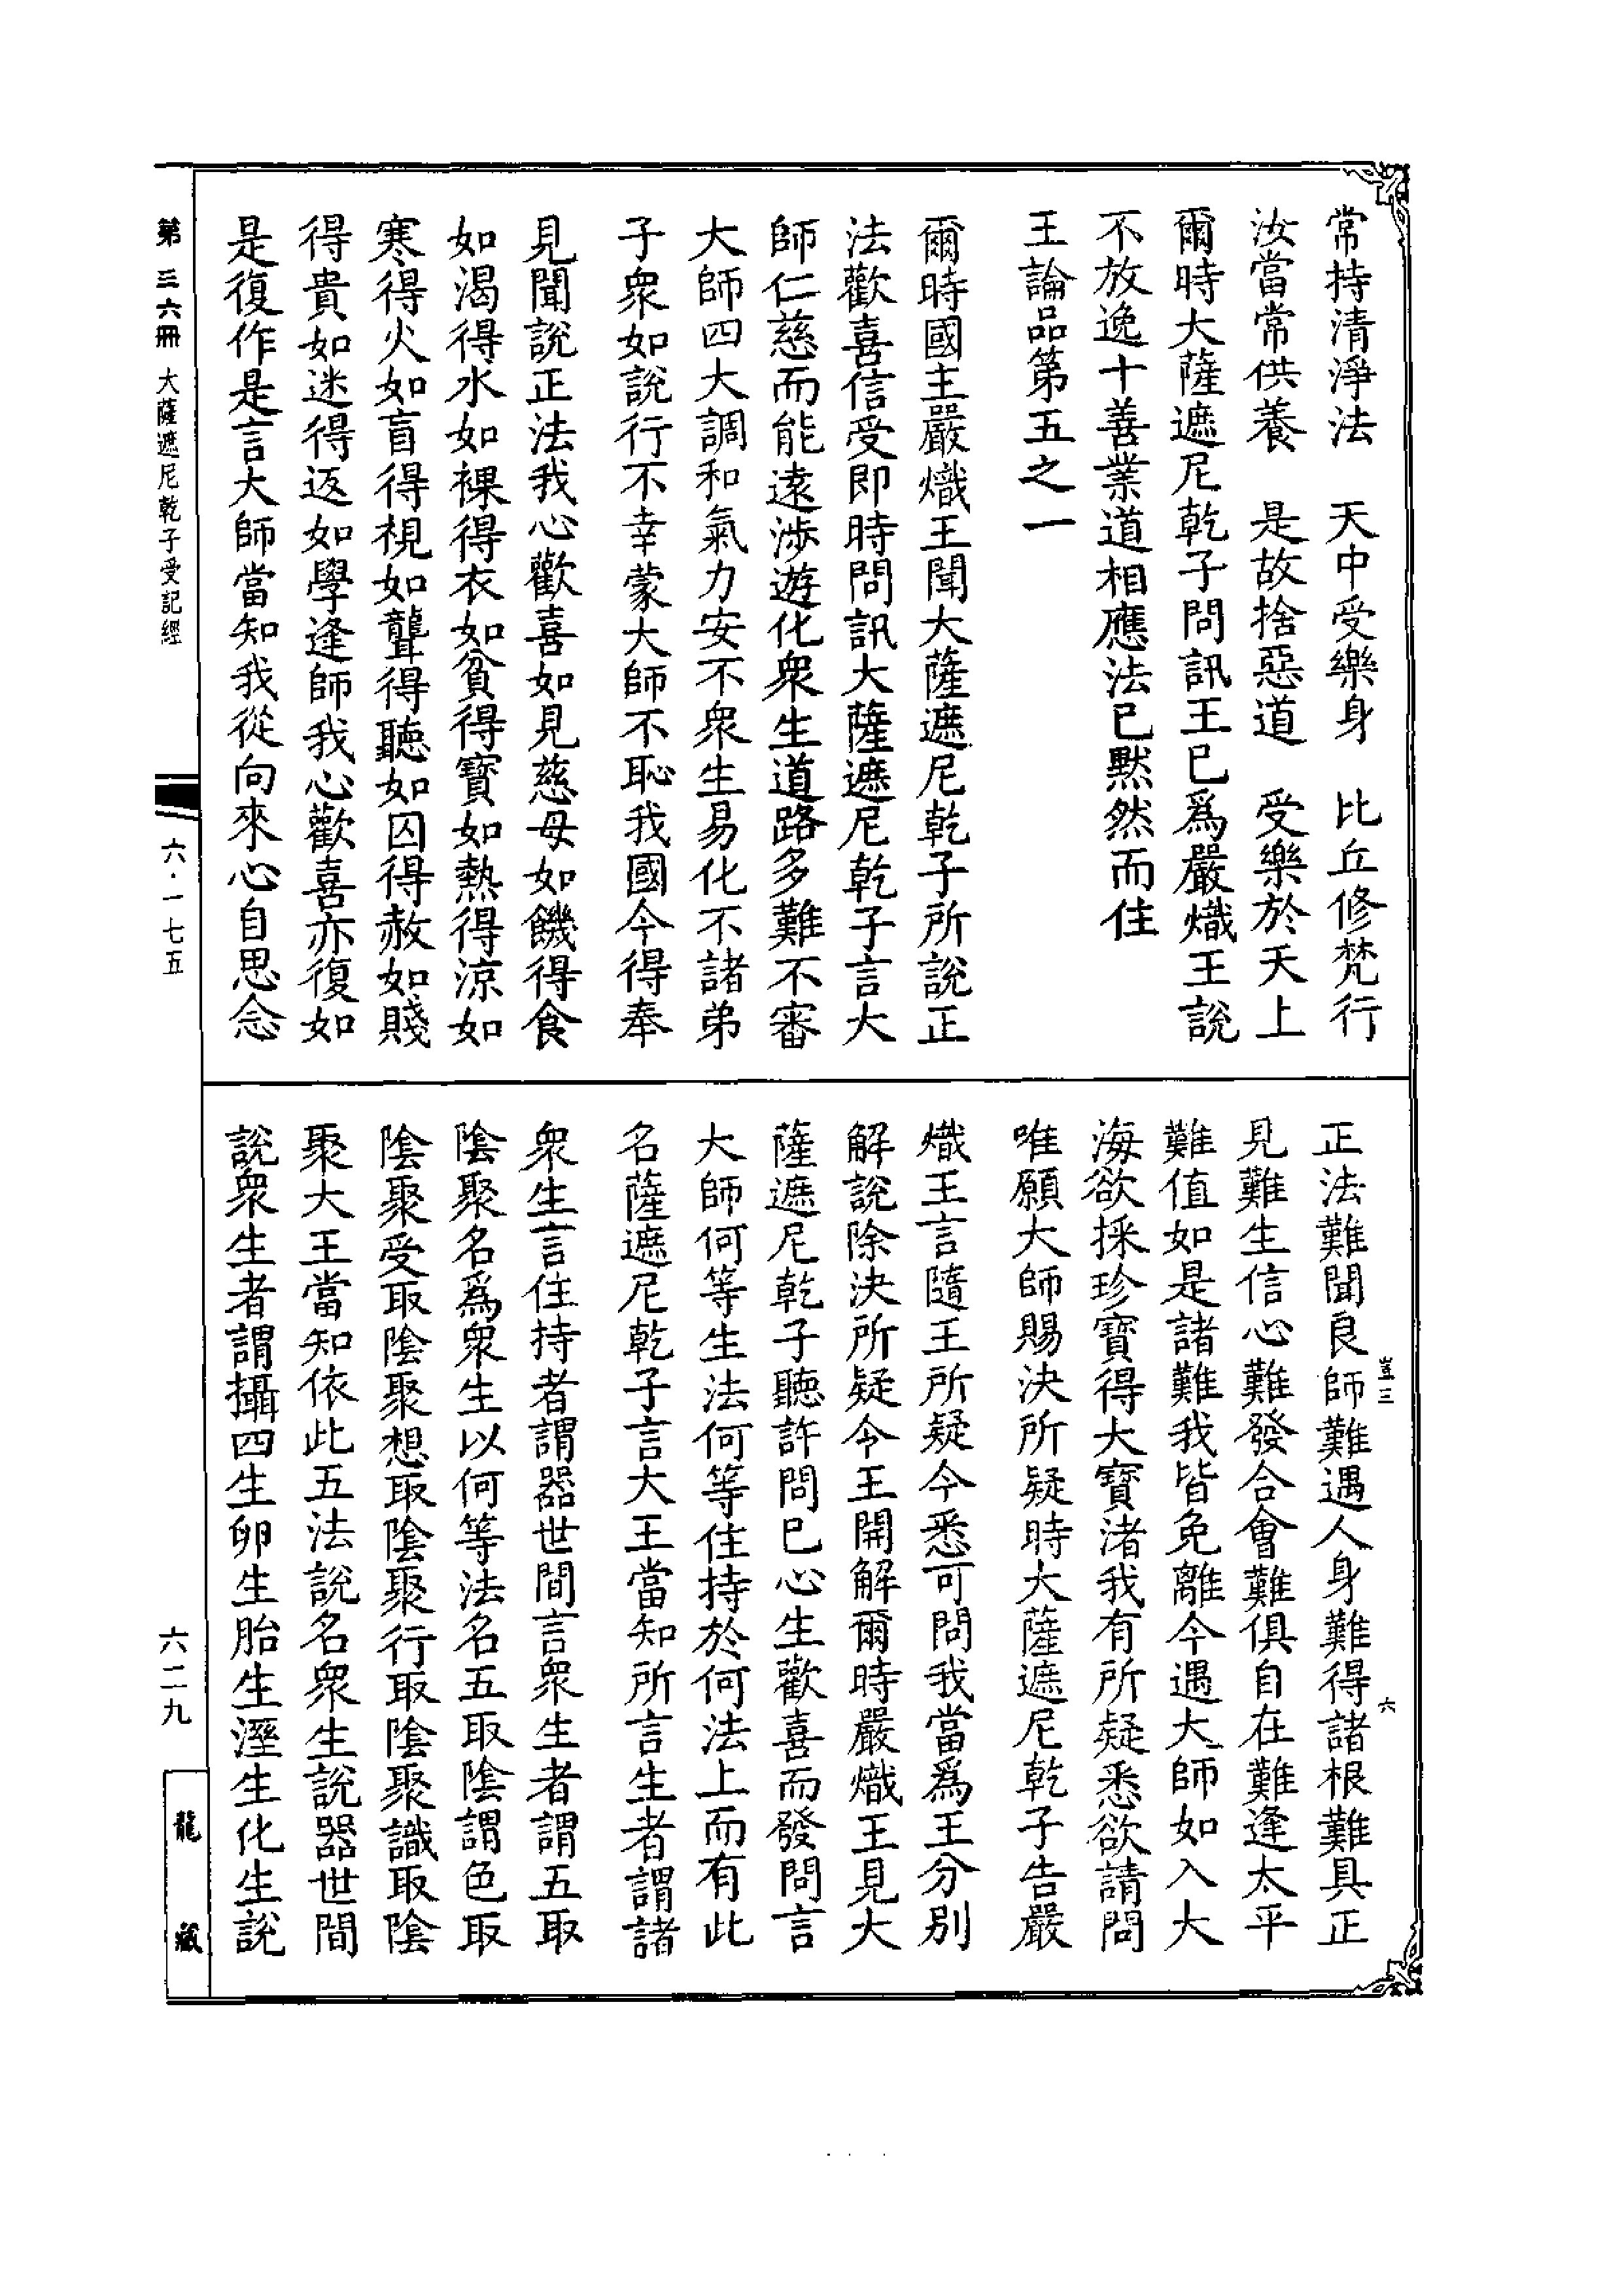 常持清淨法　天中受樂身　比丘修梵行
汝當常供養　是故捨惡道　受樂於天上
爾時大薩遮尼乾子問訊王已爲嚴熾王說
不放逸十善業道相應法已默然而住
王論品第五之一
爾時國主嚴熾王聞大薩遮尼乾子所說正
法歡喜信受即時問訊大薩遮尼乾子言大
師仁慈而能遠涉遊化衆生道路多難不審
大師四大調和氣力安不衆生易化不諸弟
子衆如說行不幸蒙大師不恥我國今得奉
見聞說正法我心歡喜如見慈母如饑得食
如渴得水如裸得衣如貧得寶如熱得涼如
寒得火如盲得視如聾得聽如囚得赦如賤
得貴如迷得返如學逢師我心歡喜亦復如
是復作是言大師當知我從向來心自思念
正法難聞良師難遇人身難得諸根難具正
見難生信心難發合會難俱自在難逢太平
難值如是諸難我皆免離今遇大師如入大
海欲採珍寶得大寶渚我有所疑悉欲請問
唯願大師賜決所疑時大薩遮尼乾子告嚴
熾王言隨王所疑今悉可問我當爲王分別
解說除決所疑令王開解爾時嚴熾王見大
薩遮尼乾子聽許問已心生歡喜而發問言
大師何等生法何等住持於何法上而有此
名薩遮尼乾子言大王當知所言生者謂諸
衆生言住持者謂器世間言衆生者謂五取
陰聚名爲衆生以何等法名五取陰謂色取
陰聚受取陰聚想取陰聚行取陰聚識取陰
聚大王當知依此五法說名衆生說器世間
說衆生者謂攝四生卵生胎生溼生化生說
豈三
六
第三六冊　大薩遮尼乾子受記經
六·一七五
六二九
龍藏